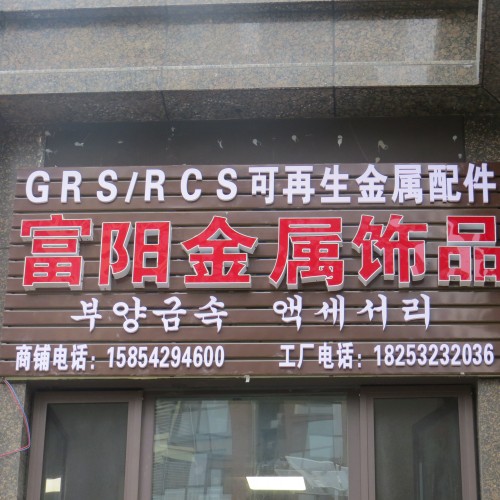 GRS/RCS可再生金属配件
富阳金属饰品
부양금속 액세서리
商铺电话：15854294600 工厂电话：18253232036